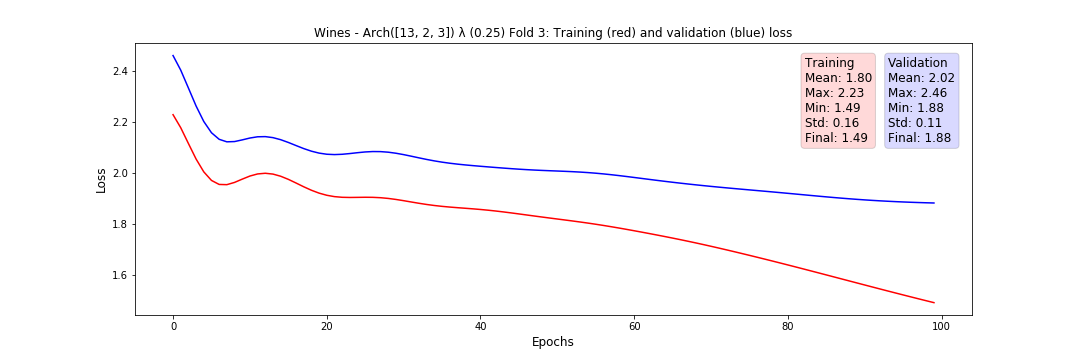 Wines - Arch([13, 2, 3]) λ (0.25) Fold 3: Training (red) and validation (blue) loss
Training
Mean: 1.80
Max: 2.23
Min: 1.49
Std: 0.16
Final: 1.49
Validation
Mean: 2.02
Max: 2.46
Min: 1.88
Std: 0.11
Final: 1.88
Loss
2.4
2.2
2.0
1.8
1.6
0
20
40
60
80
100
Epochs